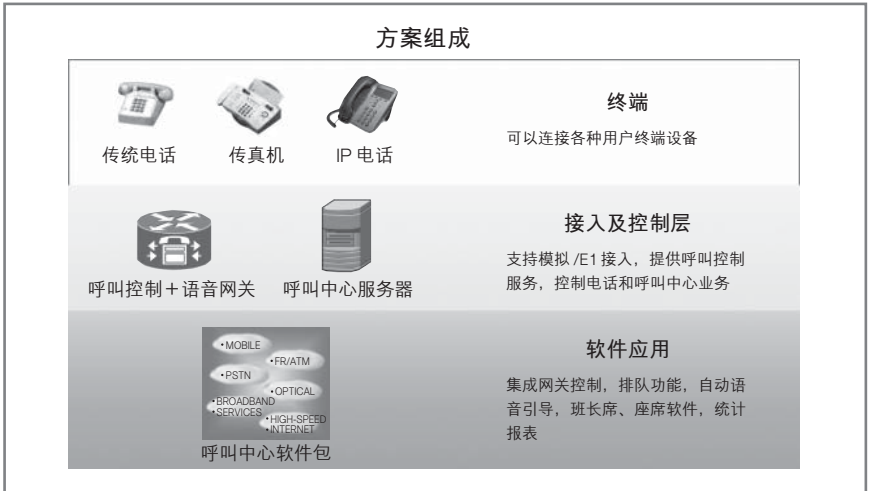 方案组成
传统电话
传真机
IP 电话
终端
可以连接各种用户终端设备
呼叫控制＋语音网关
呼叫中心服务器
接入及控制层
支持模拟 /E1 接入，提供呼叫控制
服务，控制电话和呼叫中心业务
•MOBILE
•FR/ATM
•PSTN
•OPTICAL
•BROADBAND
•SERVICES
•HIGH-SPEED
•INTERNET
呼叫中心软件包
软件应用
集成网关控制，排队功能，自动语
音引导，班长席、座席软件，统计
报表